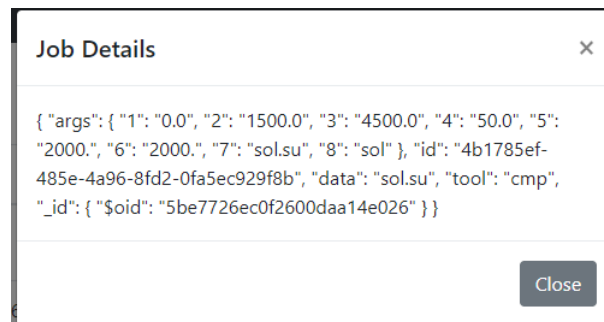 Job Details
×
{ "args": { "1": "0.0", "2": "1500.0", "3": "4500.0", "4": "50.0", "5":
"2000.", "6": "2000.", "7": "sol.su", "8": "sol" }, "id": "4b1785ef-
485e-4a96-8fd2-0fa5ec929f8b", "data": "sol.su", "tool": "cmp",
"_id": { "$oid": "5be7726ec0f2600daa14e026" } }
Close